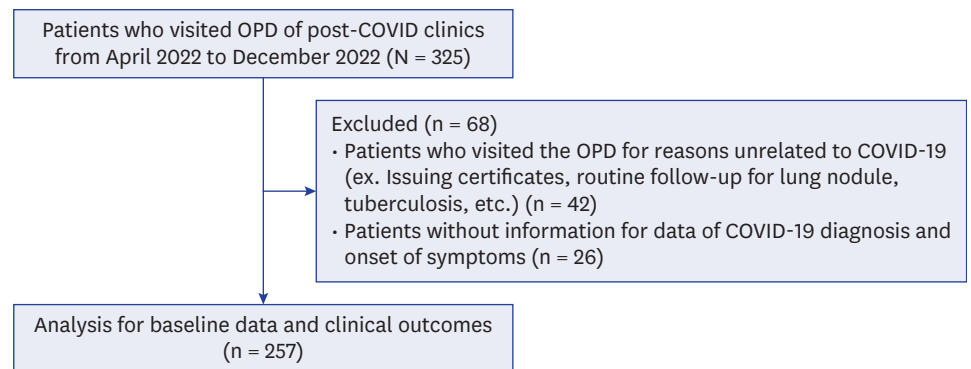 Patients who visited OPD of post-COVID clinics
from April 2022 to December 2022 (N = 325)
Excluded (n = 68)
· Patients who visited the OPD for reasons unrelated to COVID-19
(ex. Issuing certificates, routine follow-up for lung nodule,
tuberculosis, etc.) (n = 42)
· Patients without information for data of COVID-19 diagnosis and
onset of symptoms (n = 26)
Analysis for baseline data and clinical outcomes
(n = 257)